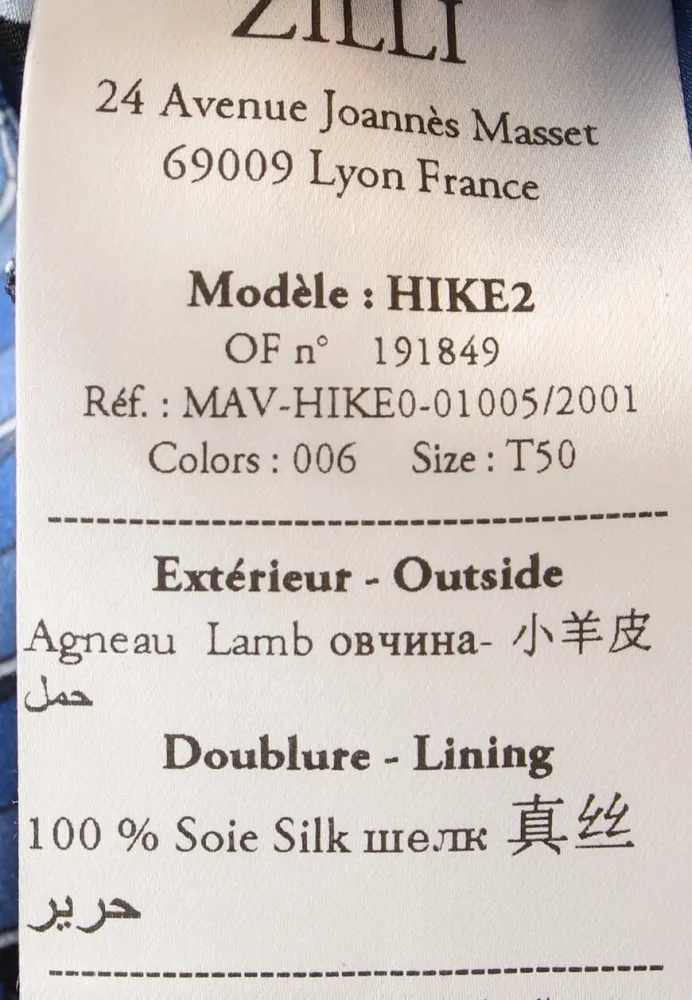 ZILLI
24 Avenue Joannès Masset
69009 Lyon France
Modèle : HIKE2
OF n° 191849
Réf. : MAV-HIKE0-01005/2001
Colors : 006 Size : T50
Extérieur - Outside
Agneau Lamb овчина- 小羊皮
حمل
Doublure - Lining
100 % Soie Silk шелк 真丝
حرير